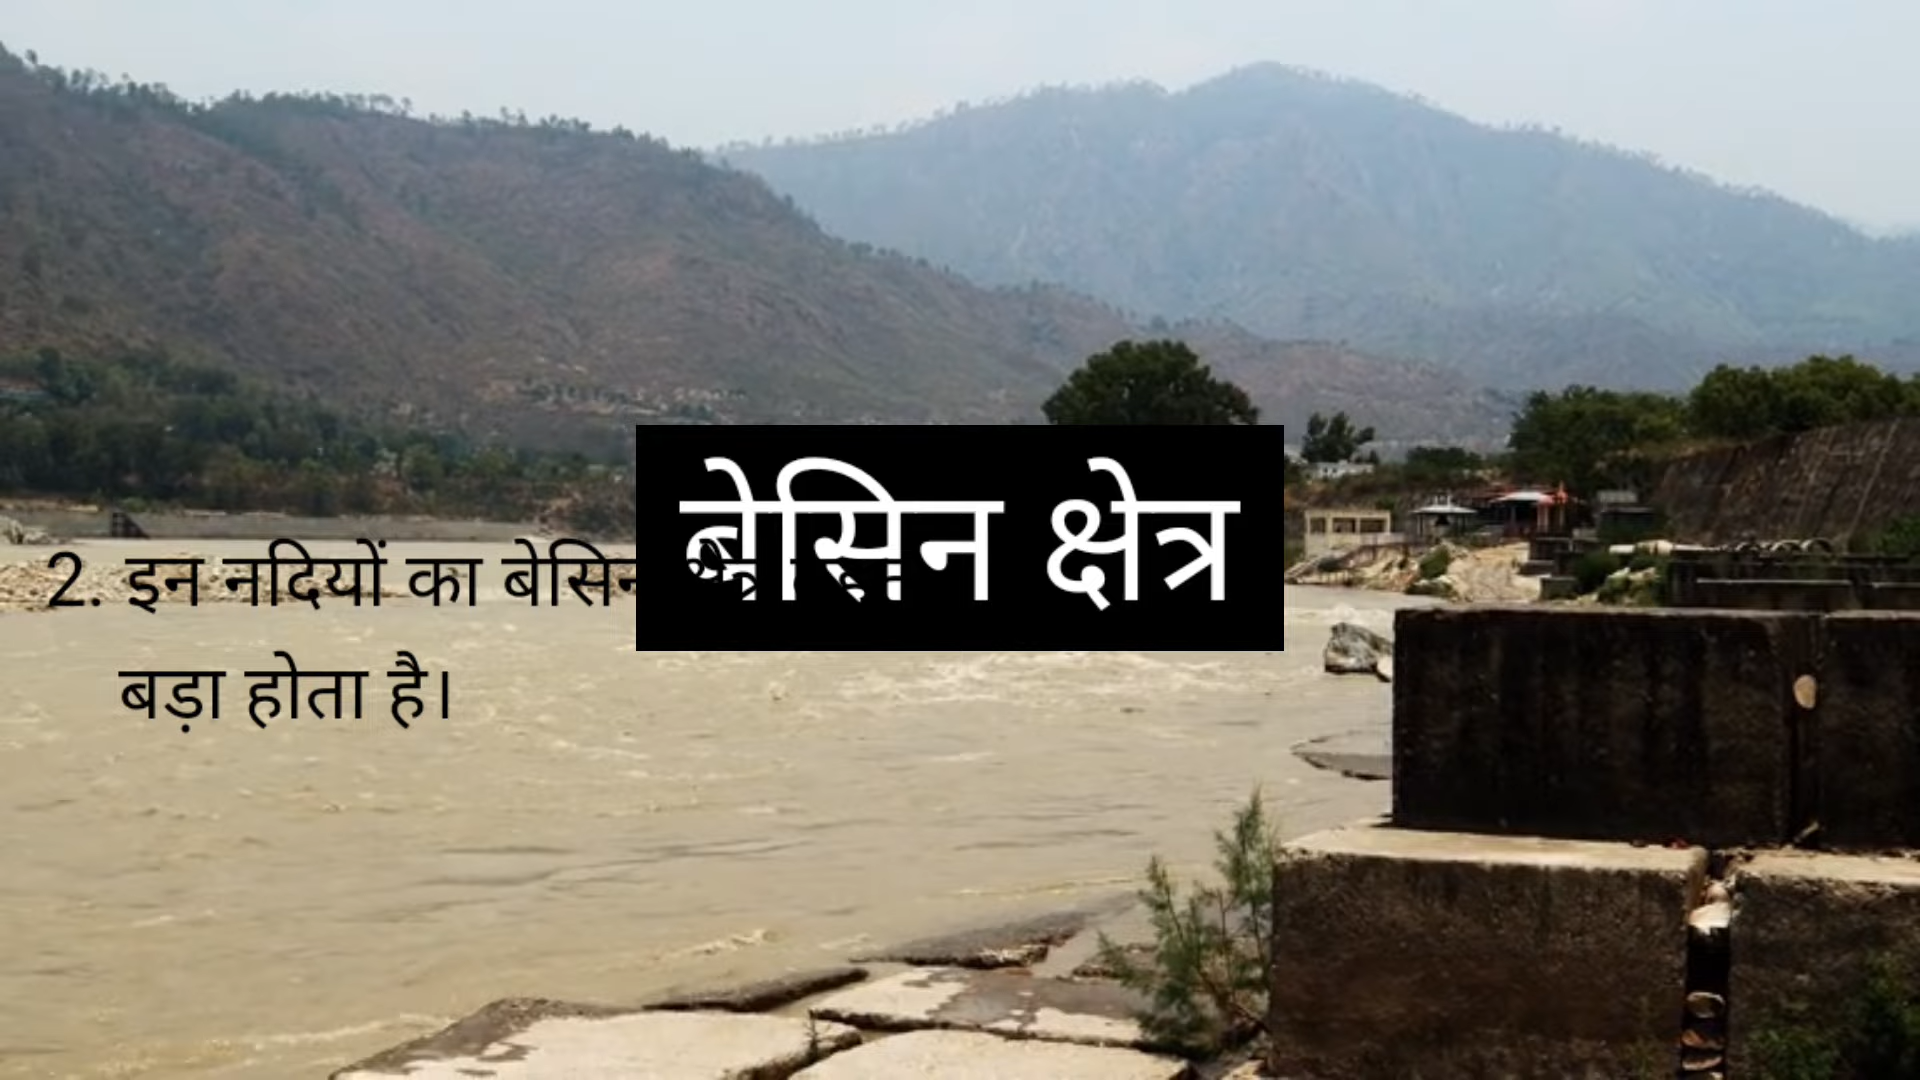 बेसिन क्षेत्र
2. इन नदियों का बेसिन
बड़ा होता है।